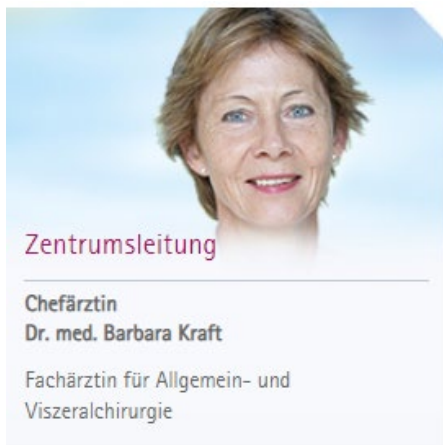 Zentrumsleitung
Chefärztin
Dr. med. Barbara Kraft
Fachärztin für Allgemein- und
Viszeralchirurgie